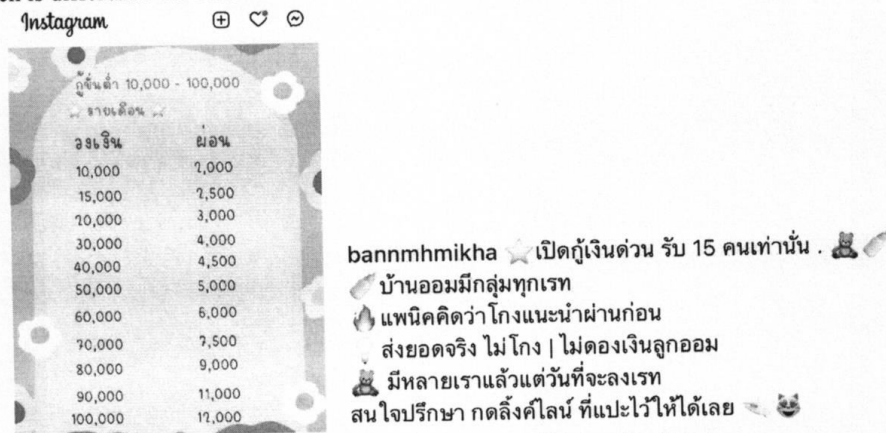 Instagram
กู้ขั้นต่ำ 10,000 - 100,000
รายเดือน
วงเงิน ผ่อน
10,000 2,000
15,000 2,500
20,000 3,000
30,000 4,000
40,000 4,500
50,000 5,000
60,000 6,000
70,000 7,500
80,000 9,000
90,000 11,000
100,000 12,000
bannmhmikha ⭐เปิดกู้เงินด่วน รับ 15 คนเท่านั่น . 🧸🍼
🍼บ้านออมมีกลุ่มทุกเรท
🔥แพนิคคิดว่าโกงแนะนำผ่านก่อน
ส่งยอดจริง ไม่โกง | ไม่ดองเงินลูกออม
🧸 มีหลายเราแล้วแต่วันที่จะลงเรท
สนใจปรึกษา กดลิ้งค์ไลน์ ที่แปะไว้ให้ได้เลย